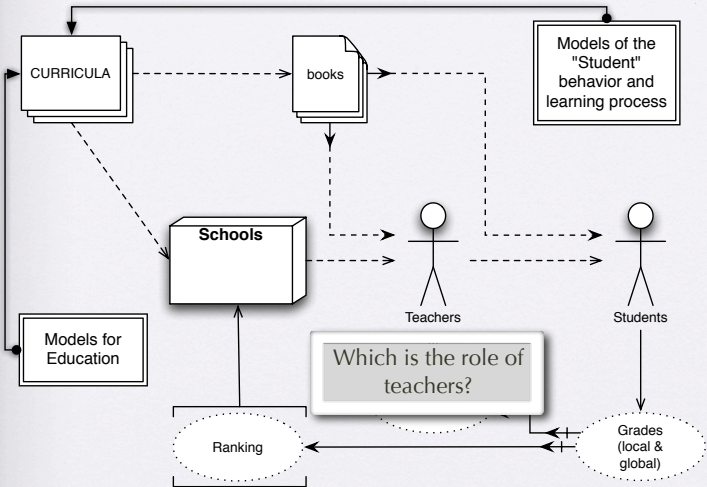 CURRICULA
books
Models of the
"Student"
behavior and
learning process
Schools
Teachers
Students
Models for
Education
Which is the role of
teachers?
Ranking
Grades
(local &
global)